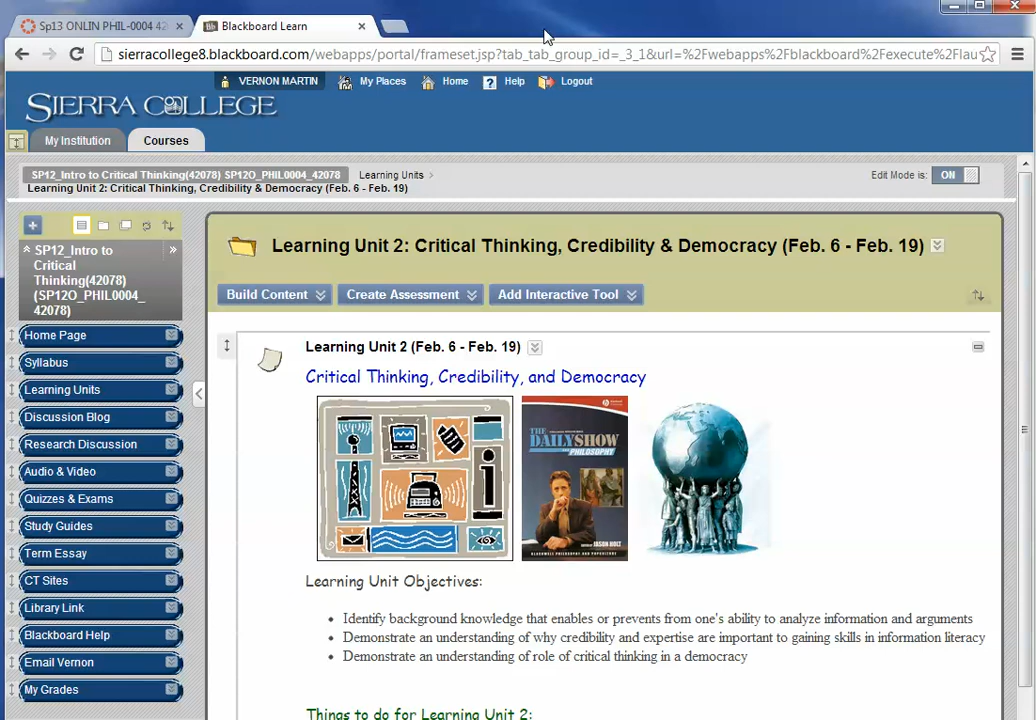 Sp13 ONLIN PHIL-0004 42
Blackboard Learn
sierracollege8.blackboard.com/webapps/portal/frameset.jsp?tab_tab_group_id=_3_1&url=%2Fwebapps%2Fblackboard%2Fexecute%2Flau
VERNON MARTIN My Places Home Help Logout
SIERRA COLLEGE
My Institution Courses
SP12_Intro to Critical Thinking(42078) SP12O_PHIL0004_42078 Learning Units
Learning Unit 2: Critical Thinking, Credibility & Democracy (Feb. 6 - Feb. 19)
Edit Mode is: ON
SP12_Intro to
Critical
Thinking(42078)
(SP12O_PHIL0004_
42078)
Home Page
Syllabus
Learning Units
Discussion Blog
Research Discussion
Audio & Video
Quizzes & Exams
Study Guides
Term Essay
CT Sites
Library Link
Blackboard Help
Email Vernon
My Grades
Learning Unit 2: Critical Thinking, Credibility & Democracy (Feb. 6 - Feb. 19)
Build Content Create Assessment Add Interactive Tool
Learning Unit 2 (Feb. 6 - Feb. 19)
Critical Thinking, Credibility, and Democracy
THE
DAILY SHOW
PHILOSOPHY
JASON HOLT
Learning Unit Objectives:
• Identify background knowledge that enables or prevents from one's ability to analyze information and arguments
• Demonstrate an understanding of why credibility and expertise are important to gaining skills in information literacy
• Demonstrate an understanding of role of critical thinking in a democracy
Things to do for Learning Unit 2: